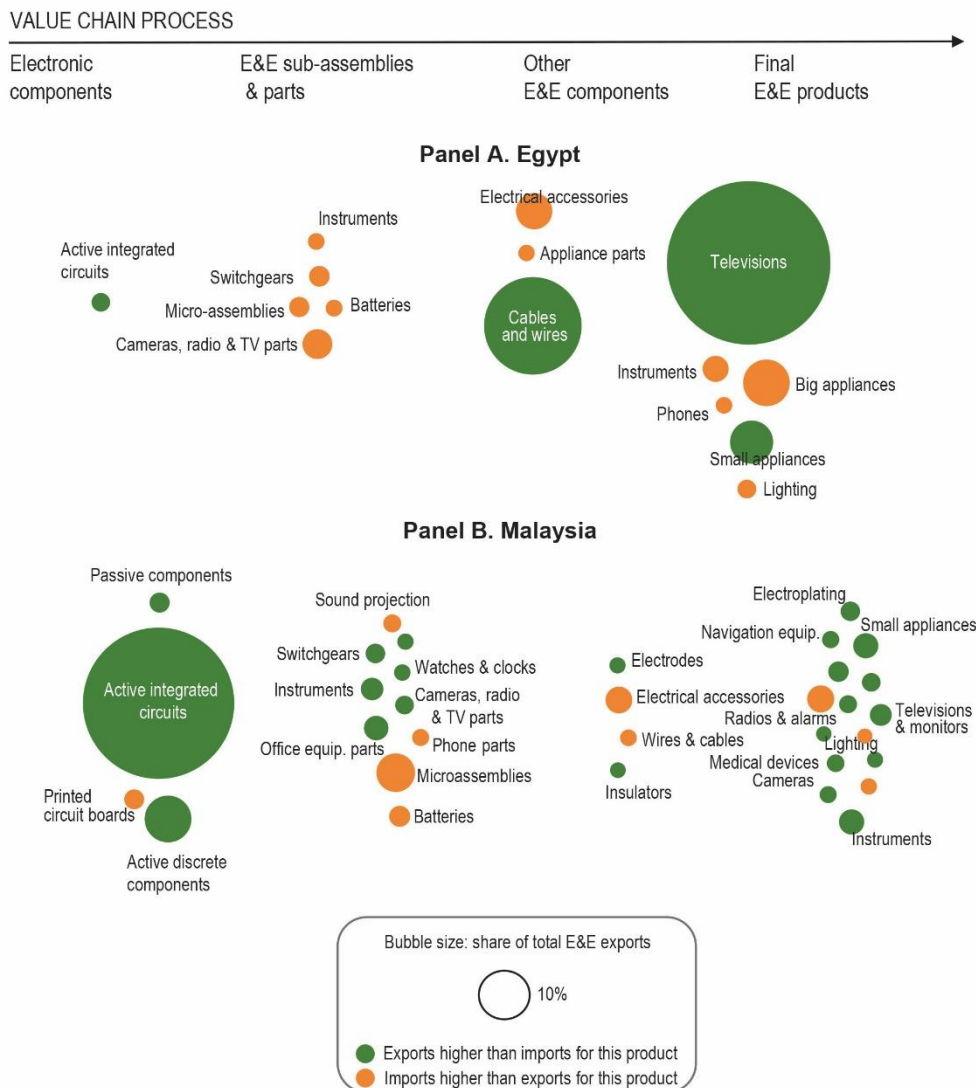 VALUE CHAIN PROCESS
Electronic
components
E&E sub-assemblies
& parts
Other
E&E components
Final
E&E products
Panel A. Egypt
Active integrated
circuits
Instruments
Switchgears
Micro-assemblies
Batteries
Cameras, radio & TV parts
Electrical accessories
Appliance parts
Cables
and wires
Televisions
Instruments
Big appliances
Phones
Small appliances
Lighting
Panel B. Malaysia
Passive components
Active integrated
circuits
Printed
circuit boards
Active discrete
components
Sound projection
Switchgears
Watches & clocks
Instruments
Cameras, radio
& TV parts
Office equip. parts
Phone parts
Microassemblies
Batteries
Electrodes
Electrical accessories
Wires & cables
Insulators
Electroplating
Small appliances
Navigation equip.
Radios & alarms
Televisions
& monitors
Lighting
Medical devices
Cameras
Instruments
Bubble size: share of total E&E exports
10%
Exports higher than imports for this product
Imports higher than exports for this product